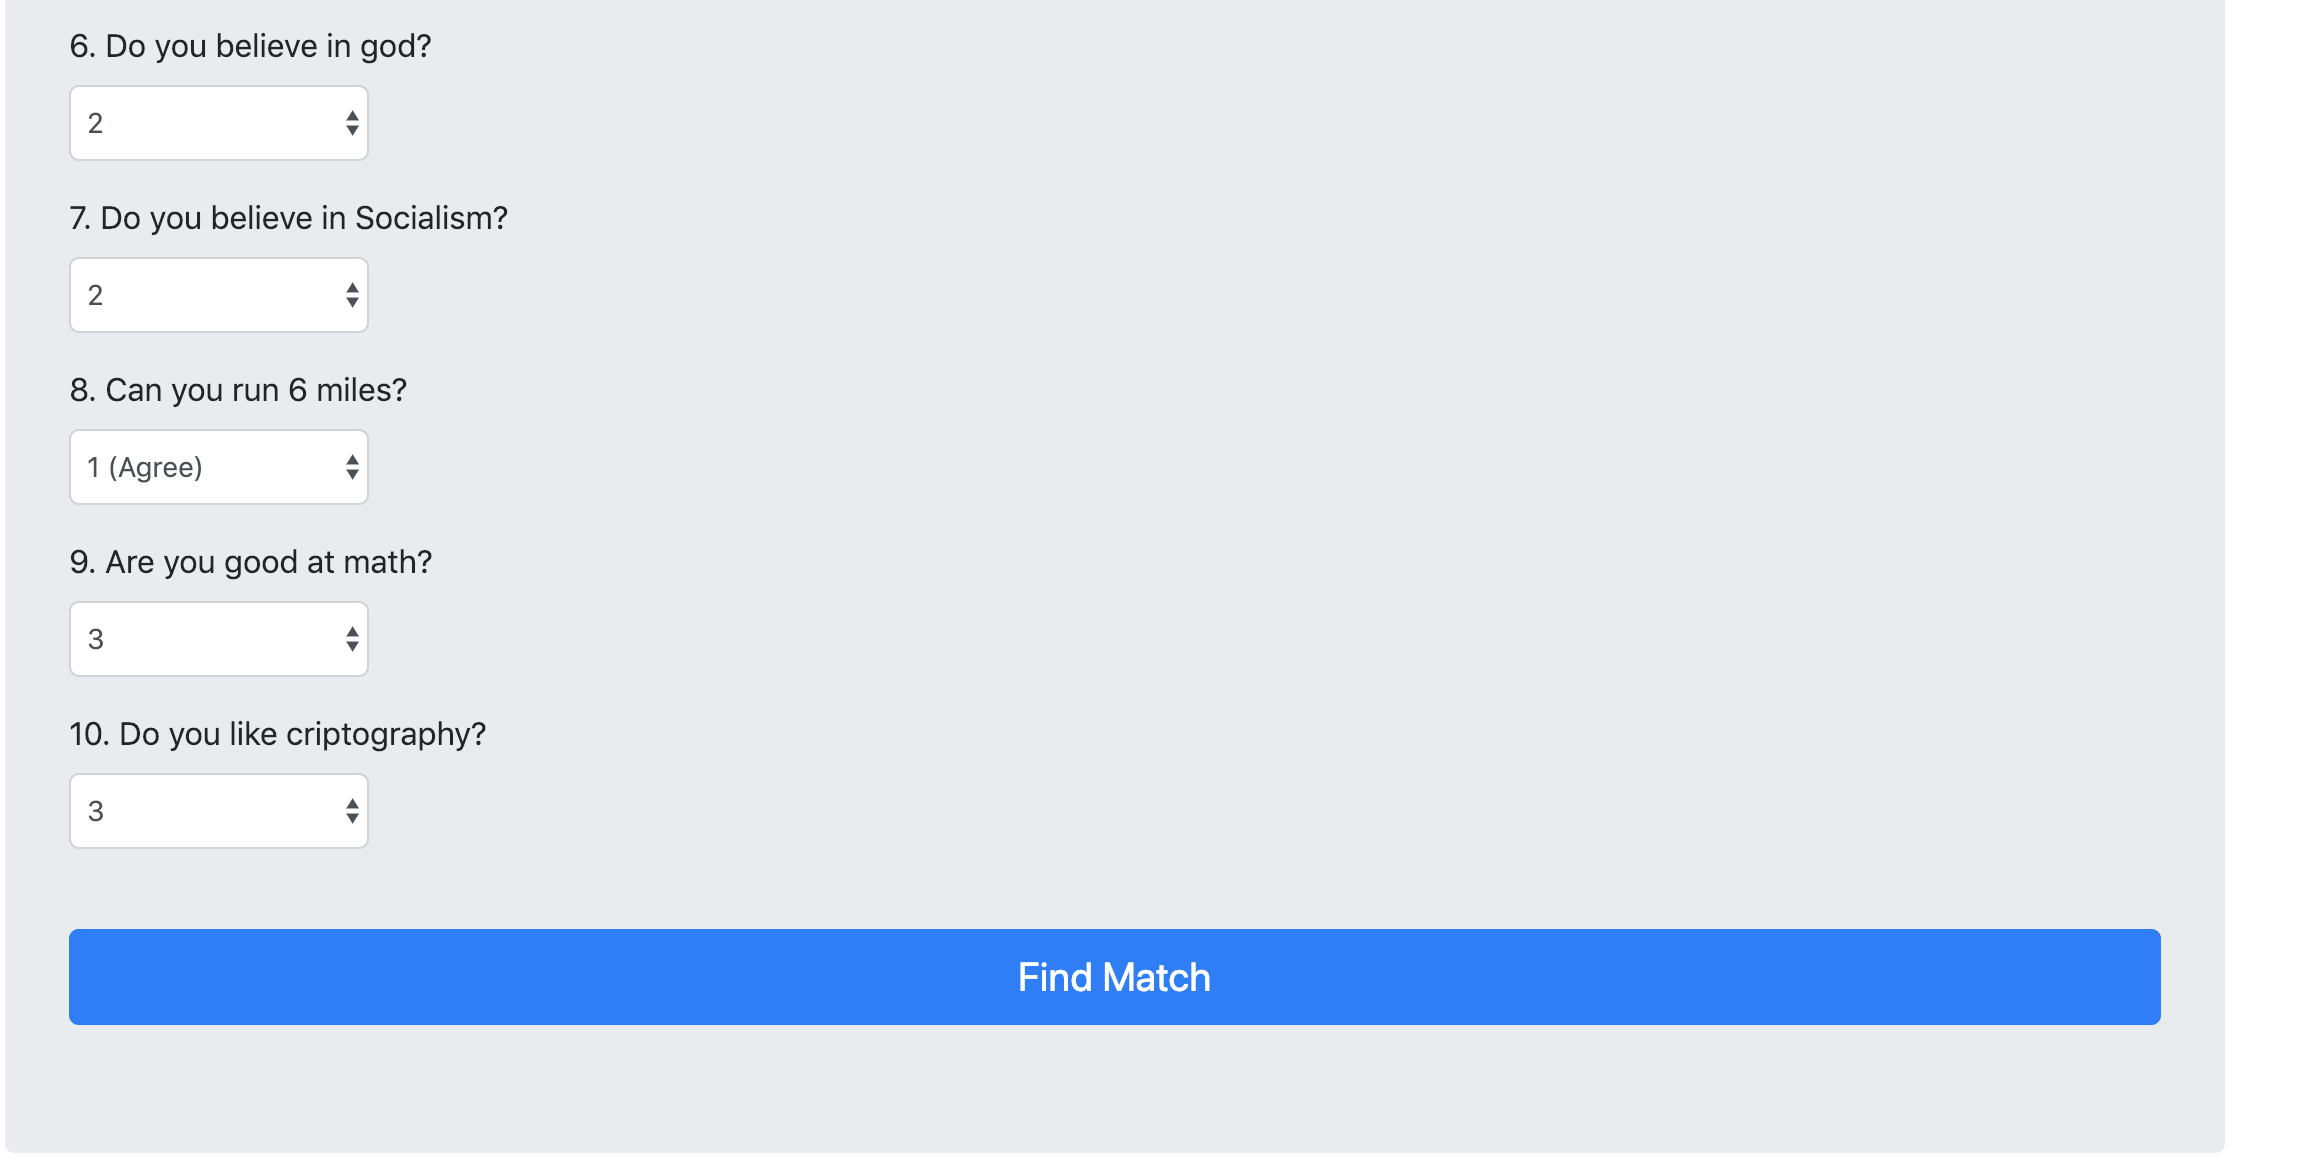 6. Do you believe in god?
2
7. Do you believe in Socialism?
2
8. Can you run 6 miles?
1 (Agree)
9. Are you good at math?
3
10. Do you like criptography?
3
Find Match